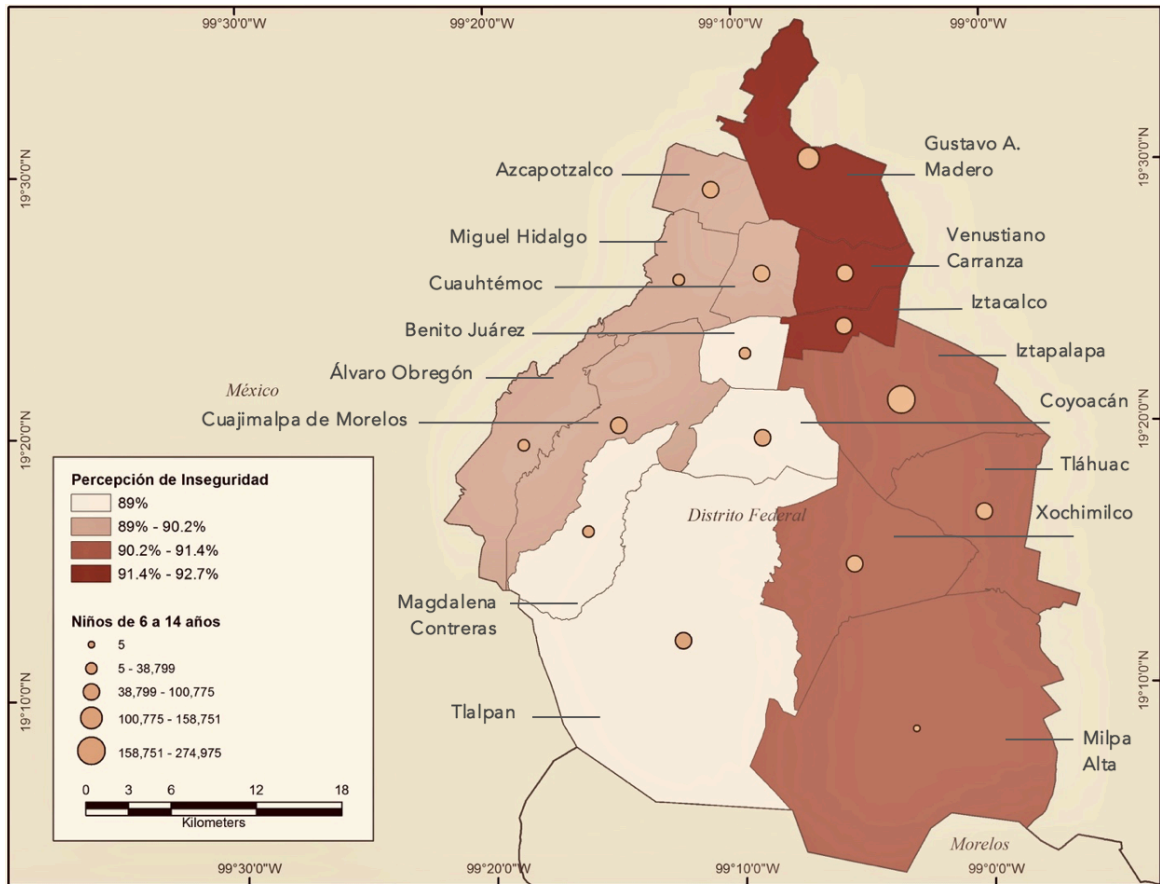 99°30'0"W 99°20'0"W 99°10'0"W 99°0'0"W
19°30'0"N
19°30'0"N
Azcapotzalco
Gustavo A.
Madero
Miguel Hidalgo
Venustiano
Carranza
Cuauhtémoc
Iztacalco
Benito Juárez
Iztapalapa
Álvaro Obregón
México
Coyoacán
Cuajimalpa de Morelos
19°20'0"N
19°20'0"N
Tláhuac
Xochimilco
Distrito Federal
Percepción de Inseguridad
89%
89% - 90.2%
90.2% - 91.4%
91.4% - 92.7%
Magdalena
Contreras
Niños de 6 a 14 años
5
5 - 38,799
38,799 - 100,775
100,775 - 158,751
158,751 - 274,975
0 3 6 12 18
Kilometers
19°10'0"N
19°10'0"N
Tlalpan
Milpa
Alta
Morelos
99°30'0"W 99°20'0"W 99°10'0"W 99°0'0"W